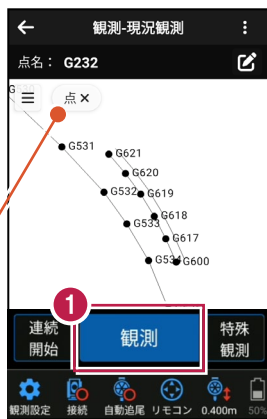 観測-現況観測
点名： G232
点 ×
G531
G621
G620
G532
G619
G618
G533
G617
G534
G600
1
連続
開始
観測
特殊
観測
観測設定 接続 自動追尾 リモコン 0.400m 50%